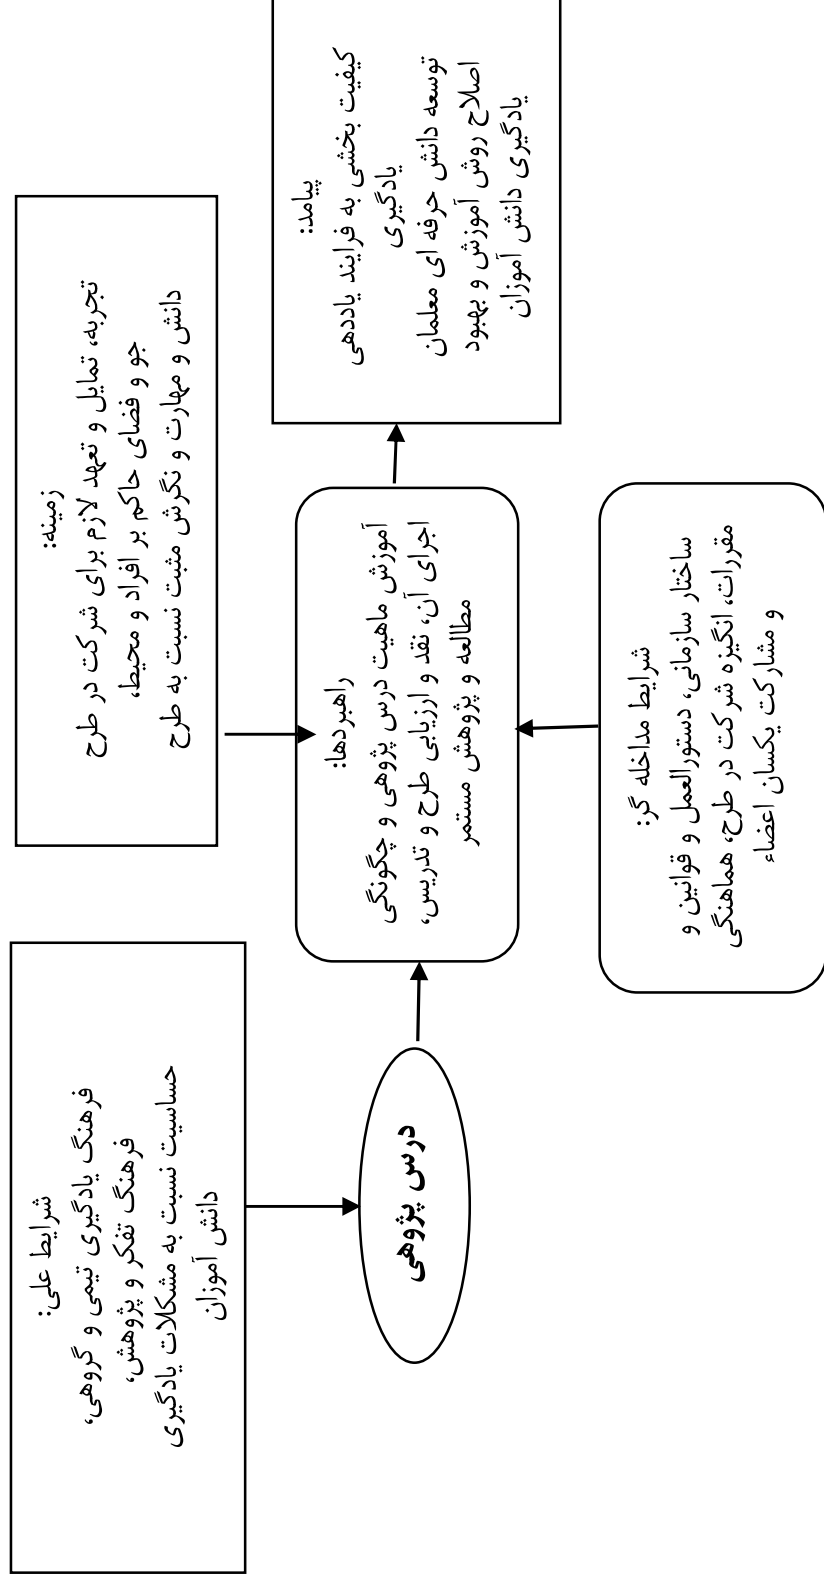 شرایط علی:
فرهنگ یادگیری تیمی و گروهی،
فرهنگ تفکر و پژوهش،
حساسیت نسبت به مشکلات یادگیری
دانش آموزان
زمینه:
تجربه، تمایل و تعهد لازم برای شرکت در طرح
جو و فضای حاکم بر افراد و محیط،
دانش و مهارت و نگرش مثبت نسبت به طرح
درس پژوهی
راهبردها:
آموزش ماهیت درس پژوهی و چگونگی
اجرای آن، نقد و ارزیابی طرح و تدریس،
مطالعه و پژوهش مستمر
پیامد:
کیفیت بخشی به فرایند یاددهی
یادگیری
توسعه دانش حرفه ای معلمان
اصلاح روش آموزش و بهبود
یادگیری دانش آموزان
شرایط مداخله گر:
ساختار سازمانی، دستورالعمل و قوانین و
مقررات، انگیزه شرکت در طرح، هماهنگی
و مشارکت یکسان اعضاء